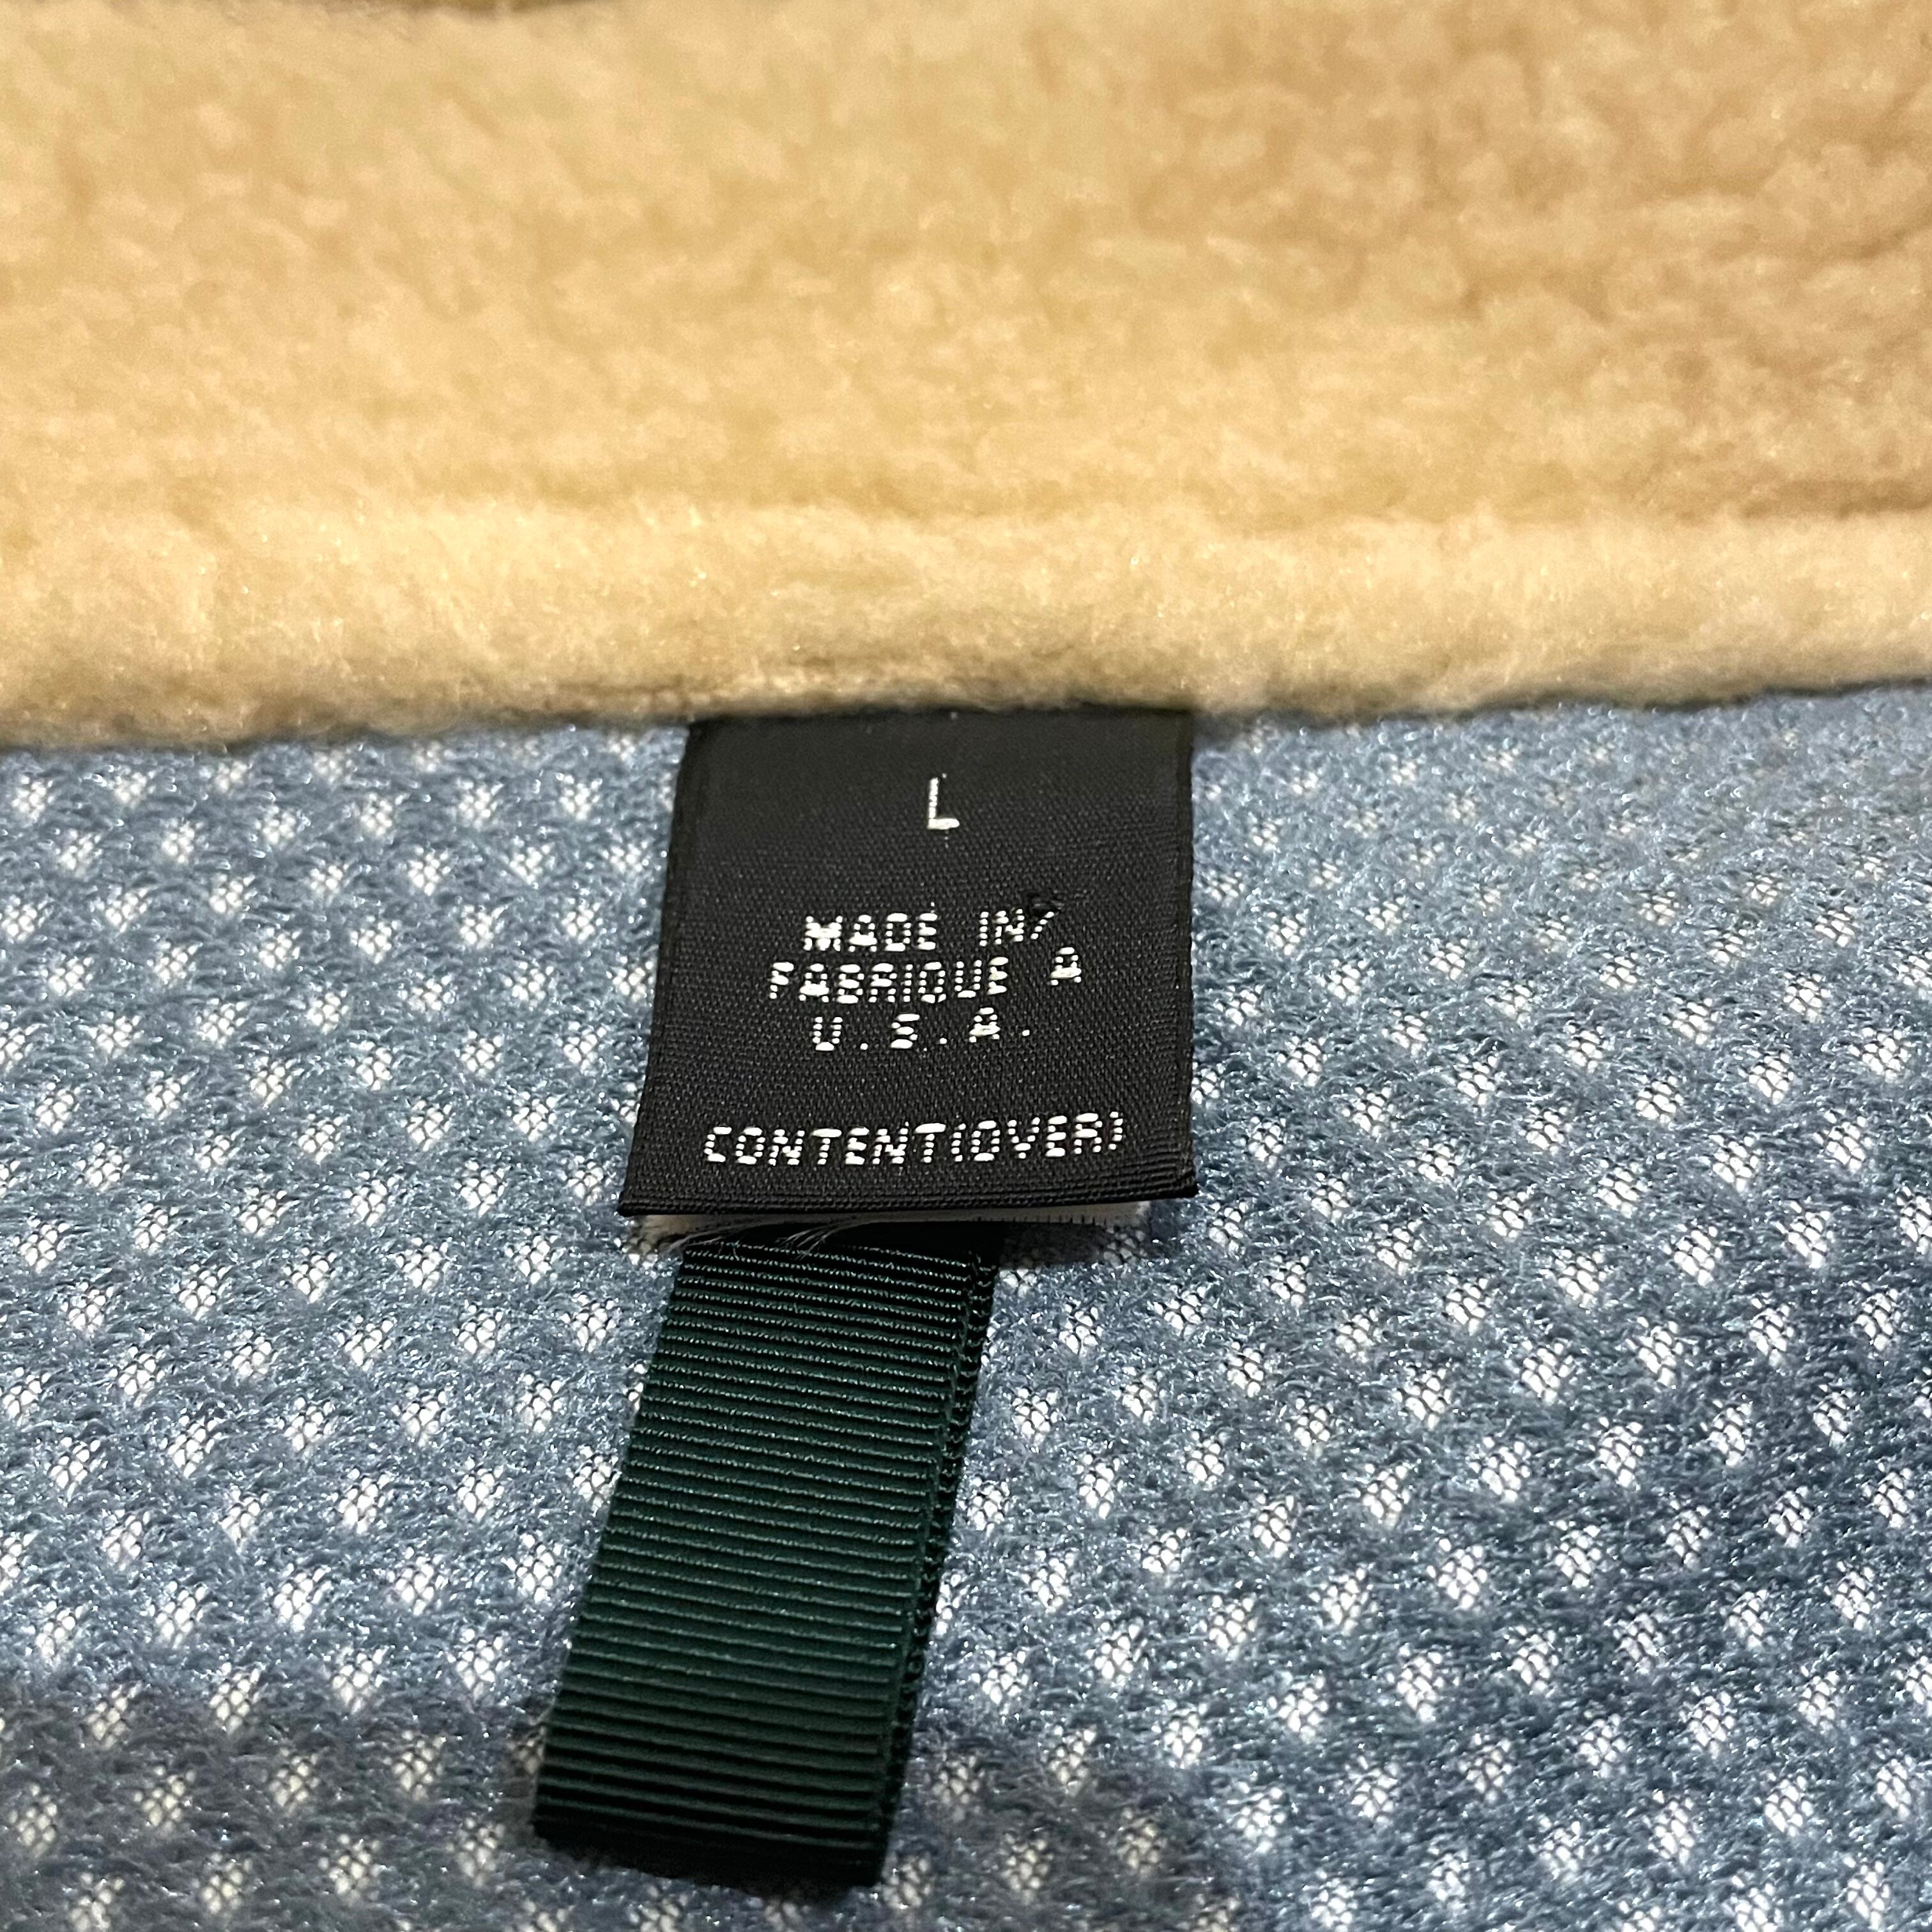 L
MADE IN/
FABRIQUE A
U.S.A.
CONTENT(OVER)